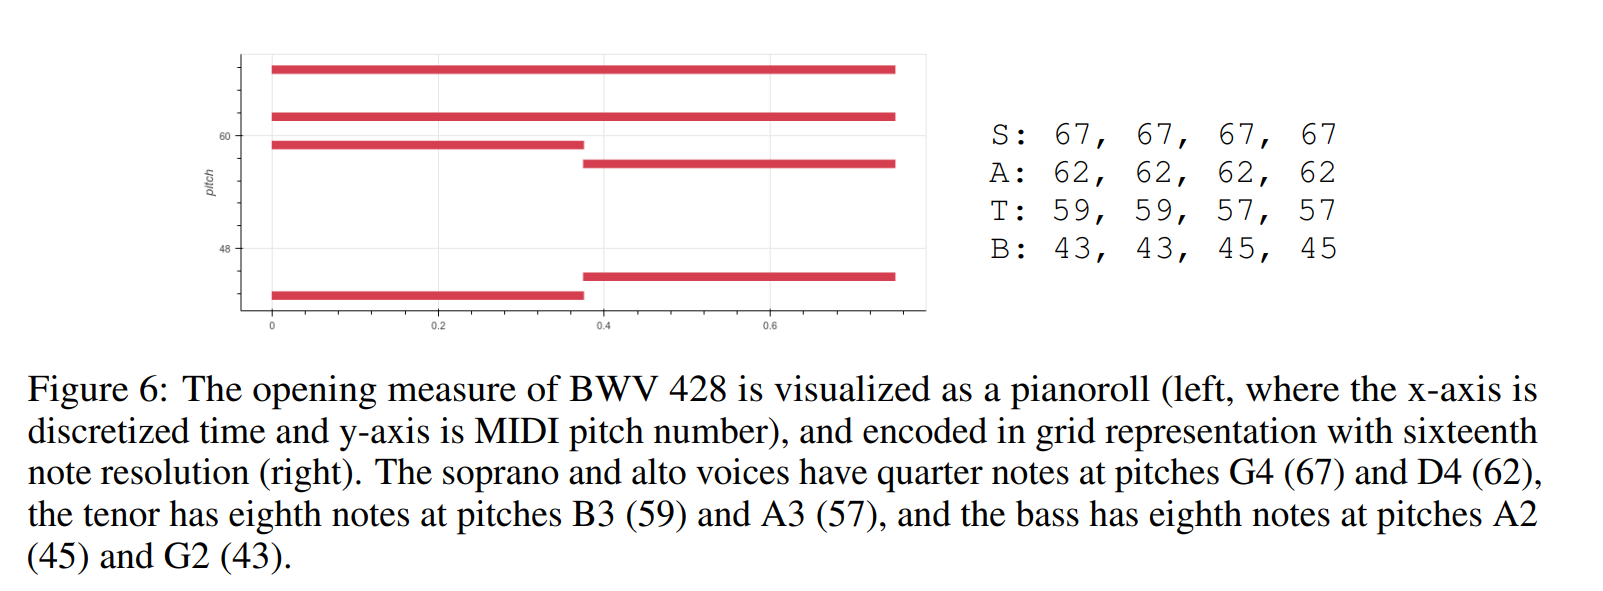 60
48
pitch
0 0.2 0.4 0.6
S: 67, 67, 67, 67
A: 62, 62, 62, 62
T: 59, 59, 57, 57
B: 43, 43, 45, 45
Figure 6: The opening measure of BWV 428 is visualized as a pianoroll (left, where the x-axis is
discretized time and y-axis is MIDI pitch number), and encoded in grid representation with sixteenth
note resolution (right). The soprano and alto voices have quarter notes at pitches G4 (67) and D4 (62),
the tenor has eighth notes at pitches B3 (59) and A3 (57), and the bass has eighth notes at pitches A2
(45) and G2 (43).